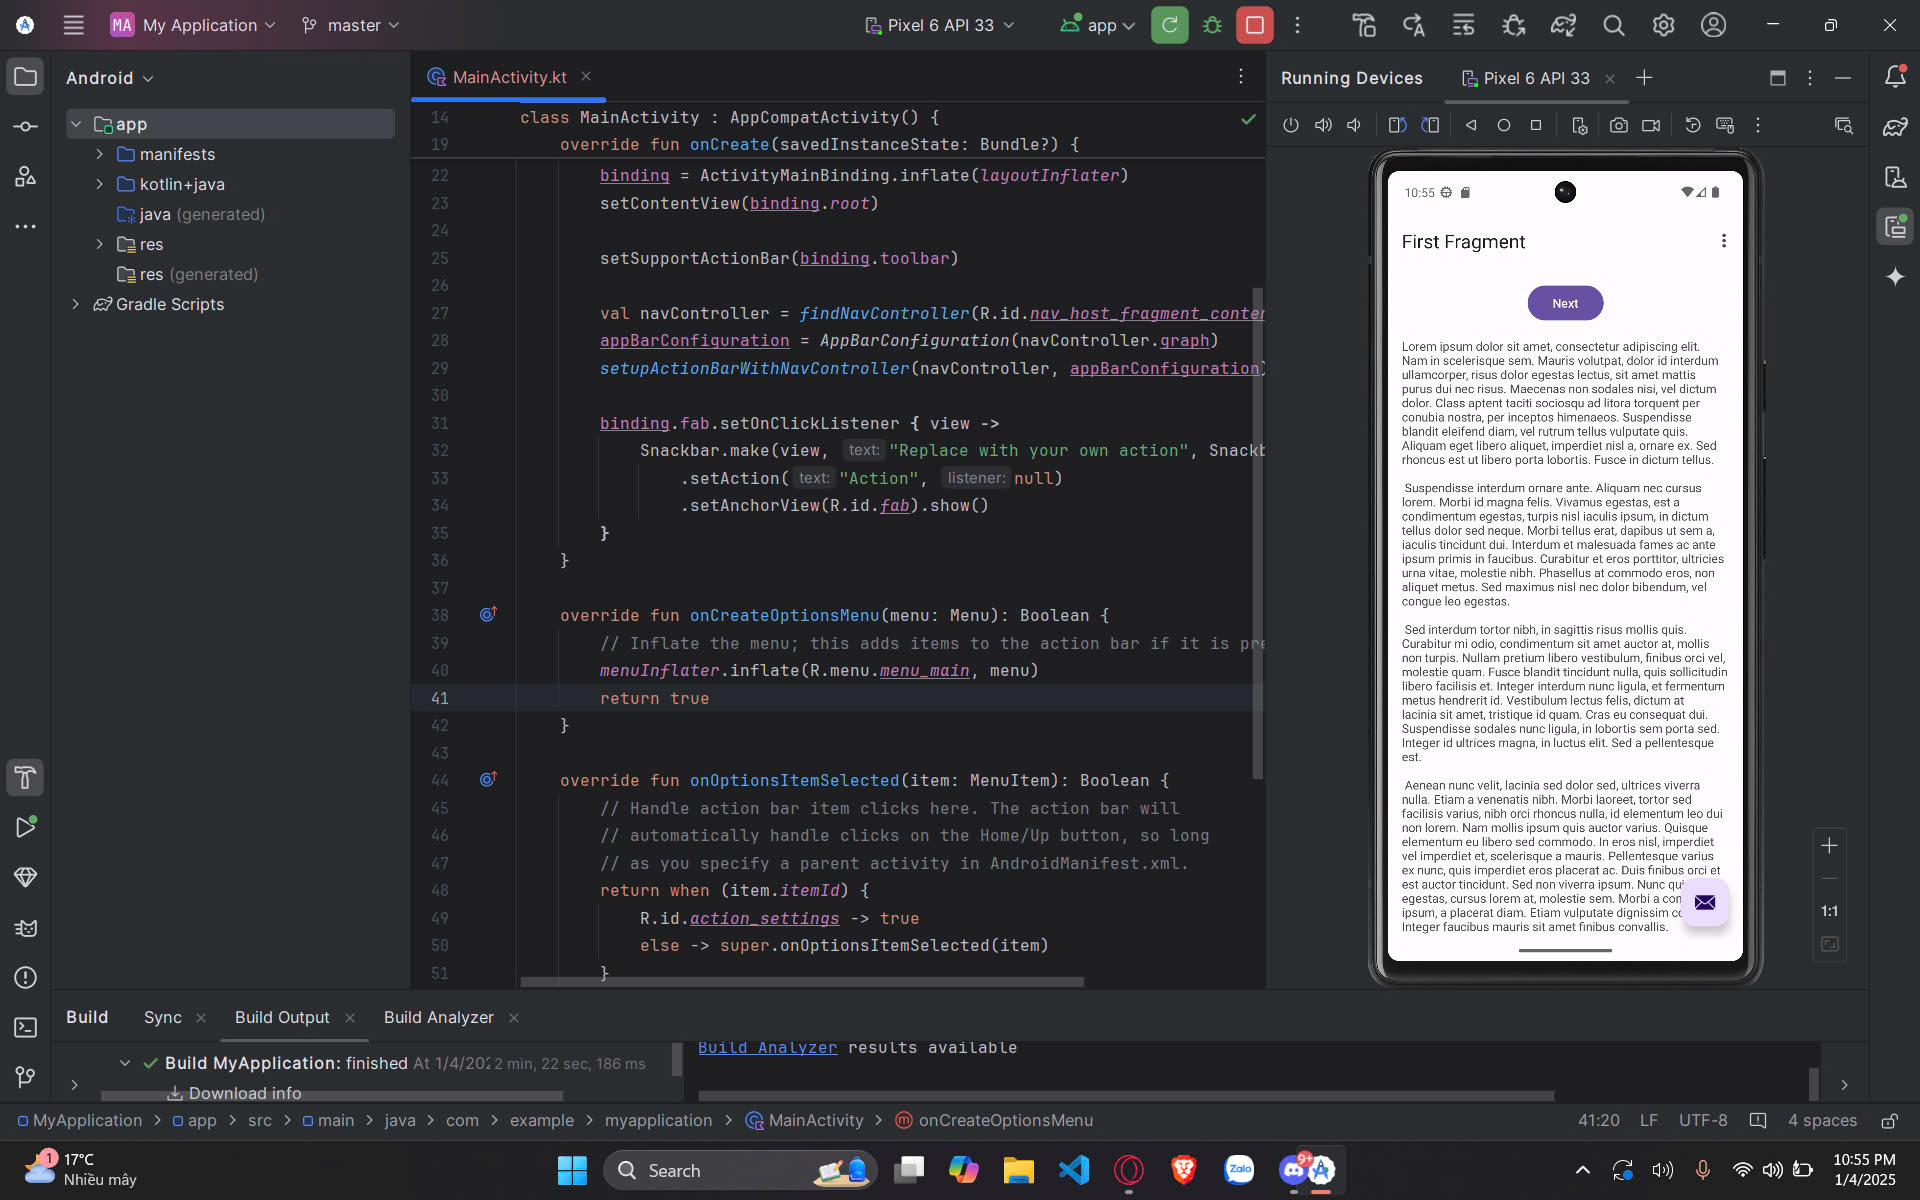 MA My Application master Pixel 6 API 33 app
Android
app
manifests
kotlin+java
java (generated)
res
res (generated)
Gradle Scripts
MainActivity.kt
14 class MainActivity : AppCompatActivity() {
19 override fun onCreate(savedInstanceState: Bundle?) {
22 binding = ActivityMainBinding.inflate(layoutInflater)
23 setContentView(binding.root)
24
25 setSupportActionBar(binding.toolbar)
26
27 val navController = findNavController(R.id.nav_host_fragment_conten
28 appBarConfiguration = AppBarConfiguration(navController.graph)
29 setupActionBarWithNavController(navController, appBarConfiguration)
30
31 binding.fab.setOnClickListener { view ->
32 Snackbar.make(view, text: "Replace with your own action", Snackb
33 .setAction( text: "Action", listener: null)
34 .setAnchorView(R.id.fab).show()
35 }
36 }
37
38 override fun onCreateOptionsMenu(menu: Menu): Boolean {
39 // Inflate the menu; this adds items to the action bar if it is pre
40 menuInflater.inflate(R.menu.menu_main, menu)
41 return true
42 }
43
44 override fun onOptionsItemSelected(item: MenuItem): Boolean {
45 // Handle action bar item clicks here. The action bar will
46 // automatically handle clicks on the Home/Up button, so long
47 // as you specify a parent activity in AndroidManifest.xml.
48 return when (item.itemId) {
49 R.id.action_settings -> true
50 else -> super.onOptionsItemSelected(item)
51 }
Running Devices Pixel 6 API 33
10:55
First Fragment
Next
Lorem ipsum dolor sit amet, consectetur adipiscing elit.
Nam in scelerisque sem. Mauris volutpat, dolor id interdum
ullamcorper, risus dolor egestas lectus, sit amet mattis
purus dui nec risus. Maecenas non sodales nisi, vel dictum
dolor. Class aptent taciti sociosqu ad litora torquent per
conubia nostra, per inceptos himenaeos. Suspendisse
blandit eleifend diam, vel rutrum tellus vulputate quis.
Aliquam eget libero aliquet, imperdiet nisl a, ornare ex. Sed
rhoncus est ut libero porta lobortis. Fusce in dictum tellus.
Suspendisse interdum ornare ante. Aliquam nec cursus
lorem. Morbi id magna felis. Vivamus egestas, est a
condimentum egestas, turpis nisl iaculis ipsum, in dictum
tellus dolor sed neque. Morbi tellus erat, dapibus ut sem a,
iaculis tincidunt dui. Interdum et malesuada fames ac ante
ipsum primis in faucibus. Curabitur et eros porttitor, ultricies
urna vitae, molestie nibh. Phasellus at commodo eros, non
aliquet metus. Sed maximus nisl nec dolor bibendum, vel
congue leo egestas.
Sed interdum tortor nibh, in sagittis risus mollis quis.
Curabitur mi odio, condimentum sit amet auctor at, mollis
non turpis. Nullam pretium libero vestibulum, finibus orci vel,
molestie quam. Fusce blandit tincidunt nulla, quis sollicitudin
libero facilisis et. Integer interdum nunc ligula, et fermentum
metus hendrerit id. Vestibulum lectus felis, dictum at
lacinia sit amet, tristique id quam. Cras eu consequat dui.
Suspendisse sodales nunc ligula, in lobortis sem porta sed.
Integer id ultrices magna, in luctus elit. Sed a pellentesque
est.
Aenean nunc velit, lacinia sed dolor sed, ultrices viverra
nulla. Etiam a venenatis nibh. Morbi laoreet, tortor sed
facilisis varius, nibh orci rhoncus nulla, id elementum leo dui
non lorem. Nam mollis ipsum quis auctor varius. Quisque
elementum eu libero sed commodo. In eros nisl, imperdiet
vel imperdiet et, scelerisque a mauris. Pellentesque varius
ex nunc, quis imperdiet eros placerat ac. Duis finibus orci et
est auctor tincidunt. Sed non viverra ipsum. Nunc qui
egestas, cursus lorem at, molestie sem. Morbi a con
ipsum, a placerat diam. Etiam vulputate dignissim co
Integer faucibus mauris sit amet finibus convallis.
1:1
Build Sync Build Output Build Analyzer
Build MyApplication: finished At 1/4/202 2 min, 22 sec, 186 ms
Download info
Build Analyzer results available
MyApplication > app > src > main > java > com > example > myapplication > MainActivity > onCreateOptionsMenu
41:20 LF UTF-8 4 spaces
1 17°C
Nhiều mây
Search
Zalo
9+
10:55 PM
1/4/2025